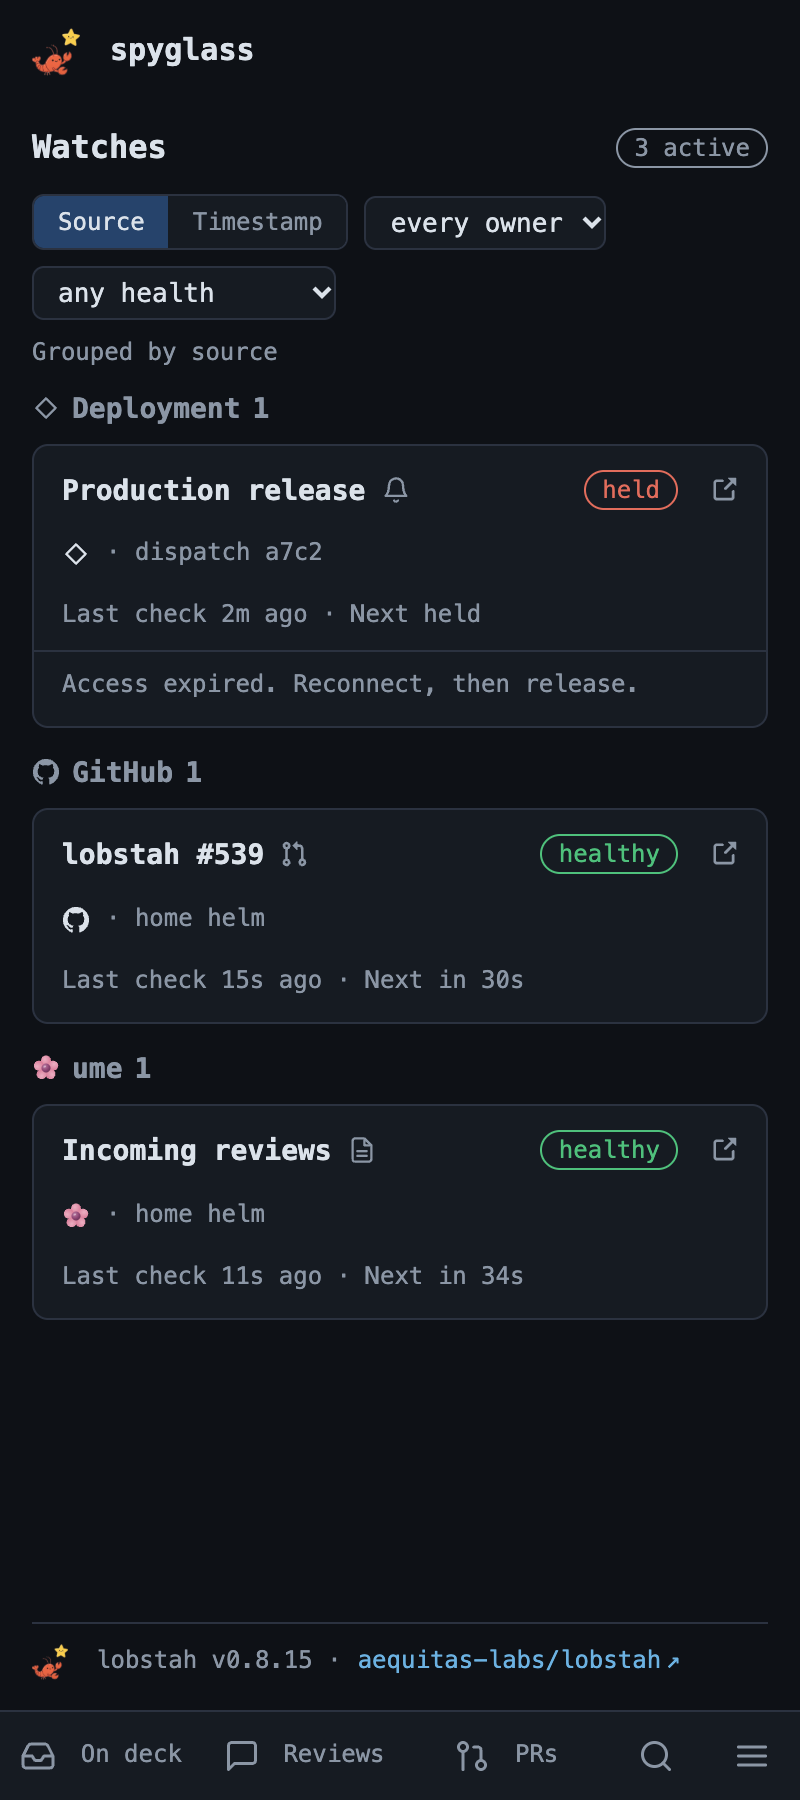 spyglass
Watches
3 active
Source Timestamp every owner
any health
Grouped by source
Deployment 1
Production release held
· dispatch a7c2
Last check 2m ago · Next held
Access expired. Reconnect, then release.
GitHub 1
lobstah #539 healthy
· home helm
Last check 15s ago · Next in 30s
ume 1
Incoming reviews healthy
· home helm
Last check 11s ago · Next in 34s
lobstah v0.8.15 · aequitas-labs/lobstah↗
On deck Reviews PRs